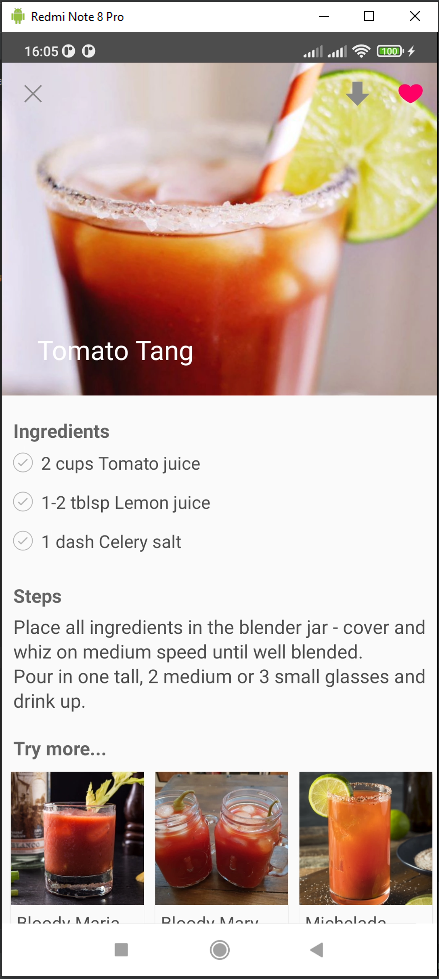 Redmi Note 8 Pro
16:05
100
Tomato Tang
Ingredients
2 cups Tomato juice
1-2 tblsp Lemon juice
1 dash Celery salt
Steps
Place all ingredients in the blender jar - cover and
whiz on medium speed until well blended.
Pour in one tall, 2 medium or 3 small glasses and
drink up.
Try more...
Bloody Maria
Bloody Mary
Michelada